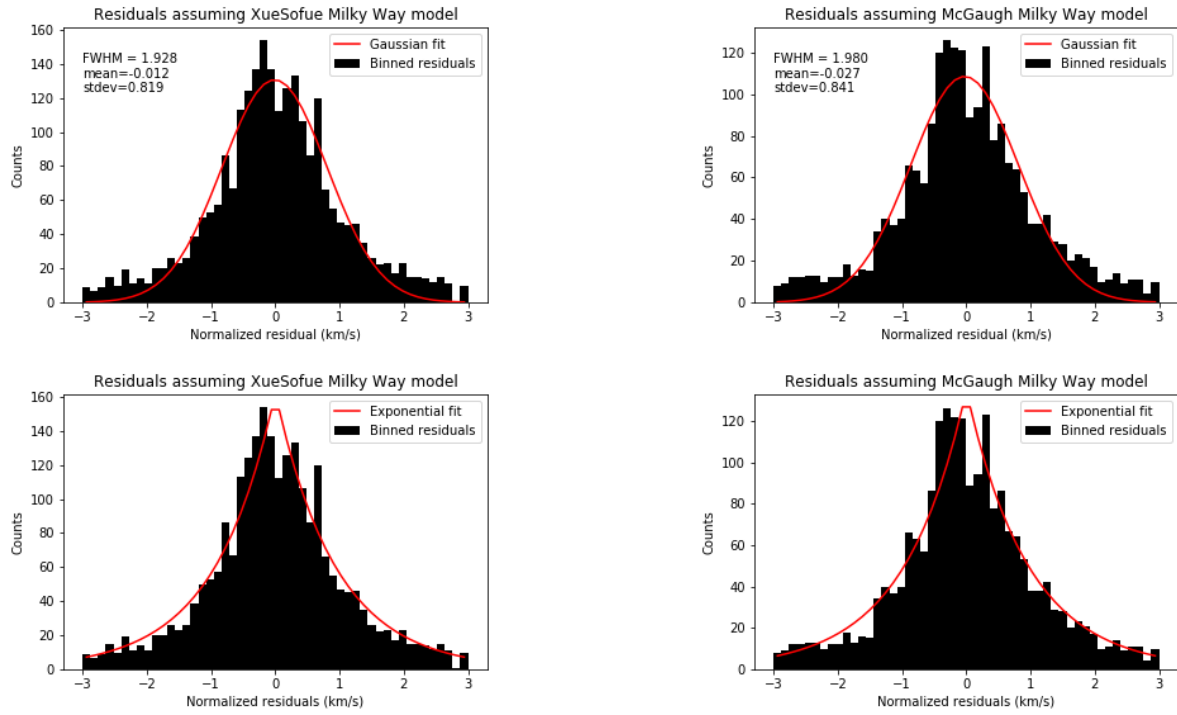 Residuals assuming XueSofue Milky Way model
160
140
120
100
80
60
40
20
0
Counts
FWHM = 1.928
mean=-0.012
stdev=0.819
Gaussian fit
Binned residuals
−3 −2 −1 0 1 2 3
Normalized residual (km/s)
Residuals assuming McGaugh Milky Way model
120
100
80
60
40
20
0
Counts
FWHM = 1.980
mean=-0.027
stdev=0.841
Gaussian fit
Binned residuals
−3 −2 −1 0 1 2 3
Normalized residual (km/s)
Residuals assuming XueSofue Milky Way model
160
140
120
100
80
60
40
20
0
Counts
Exponential fit
Binned residuals
−3 −2 −1 0 1 2 3
Normalized residuals (km/s)
Residuals assuming McGaugh Milky Way model
120
100
80
60
40
20
0
Counts
Exponential fit
Binned residuals
−3 −2 −1 0 1 2 3
Normalized residuals (km/s)